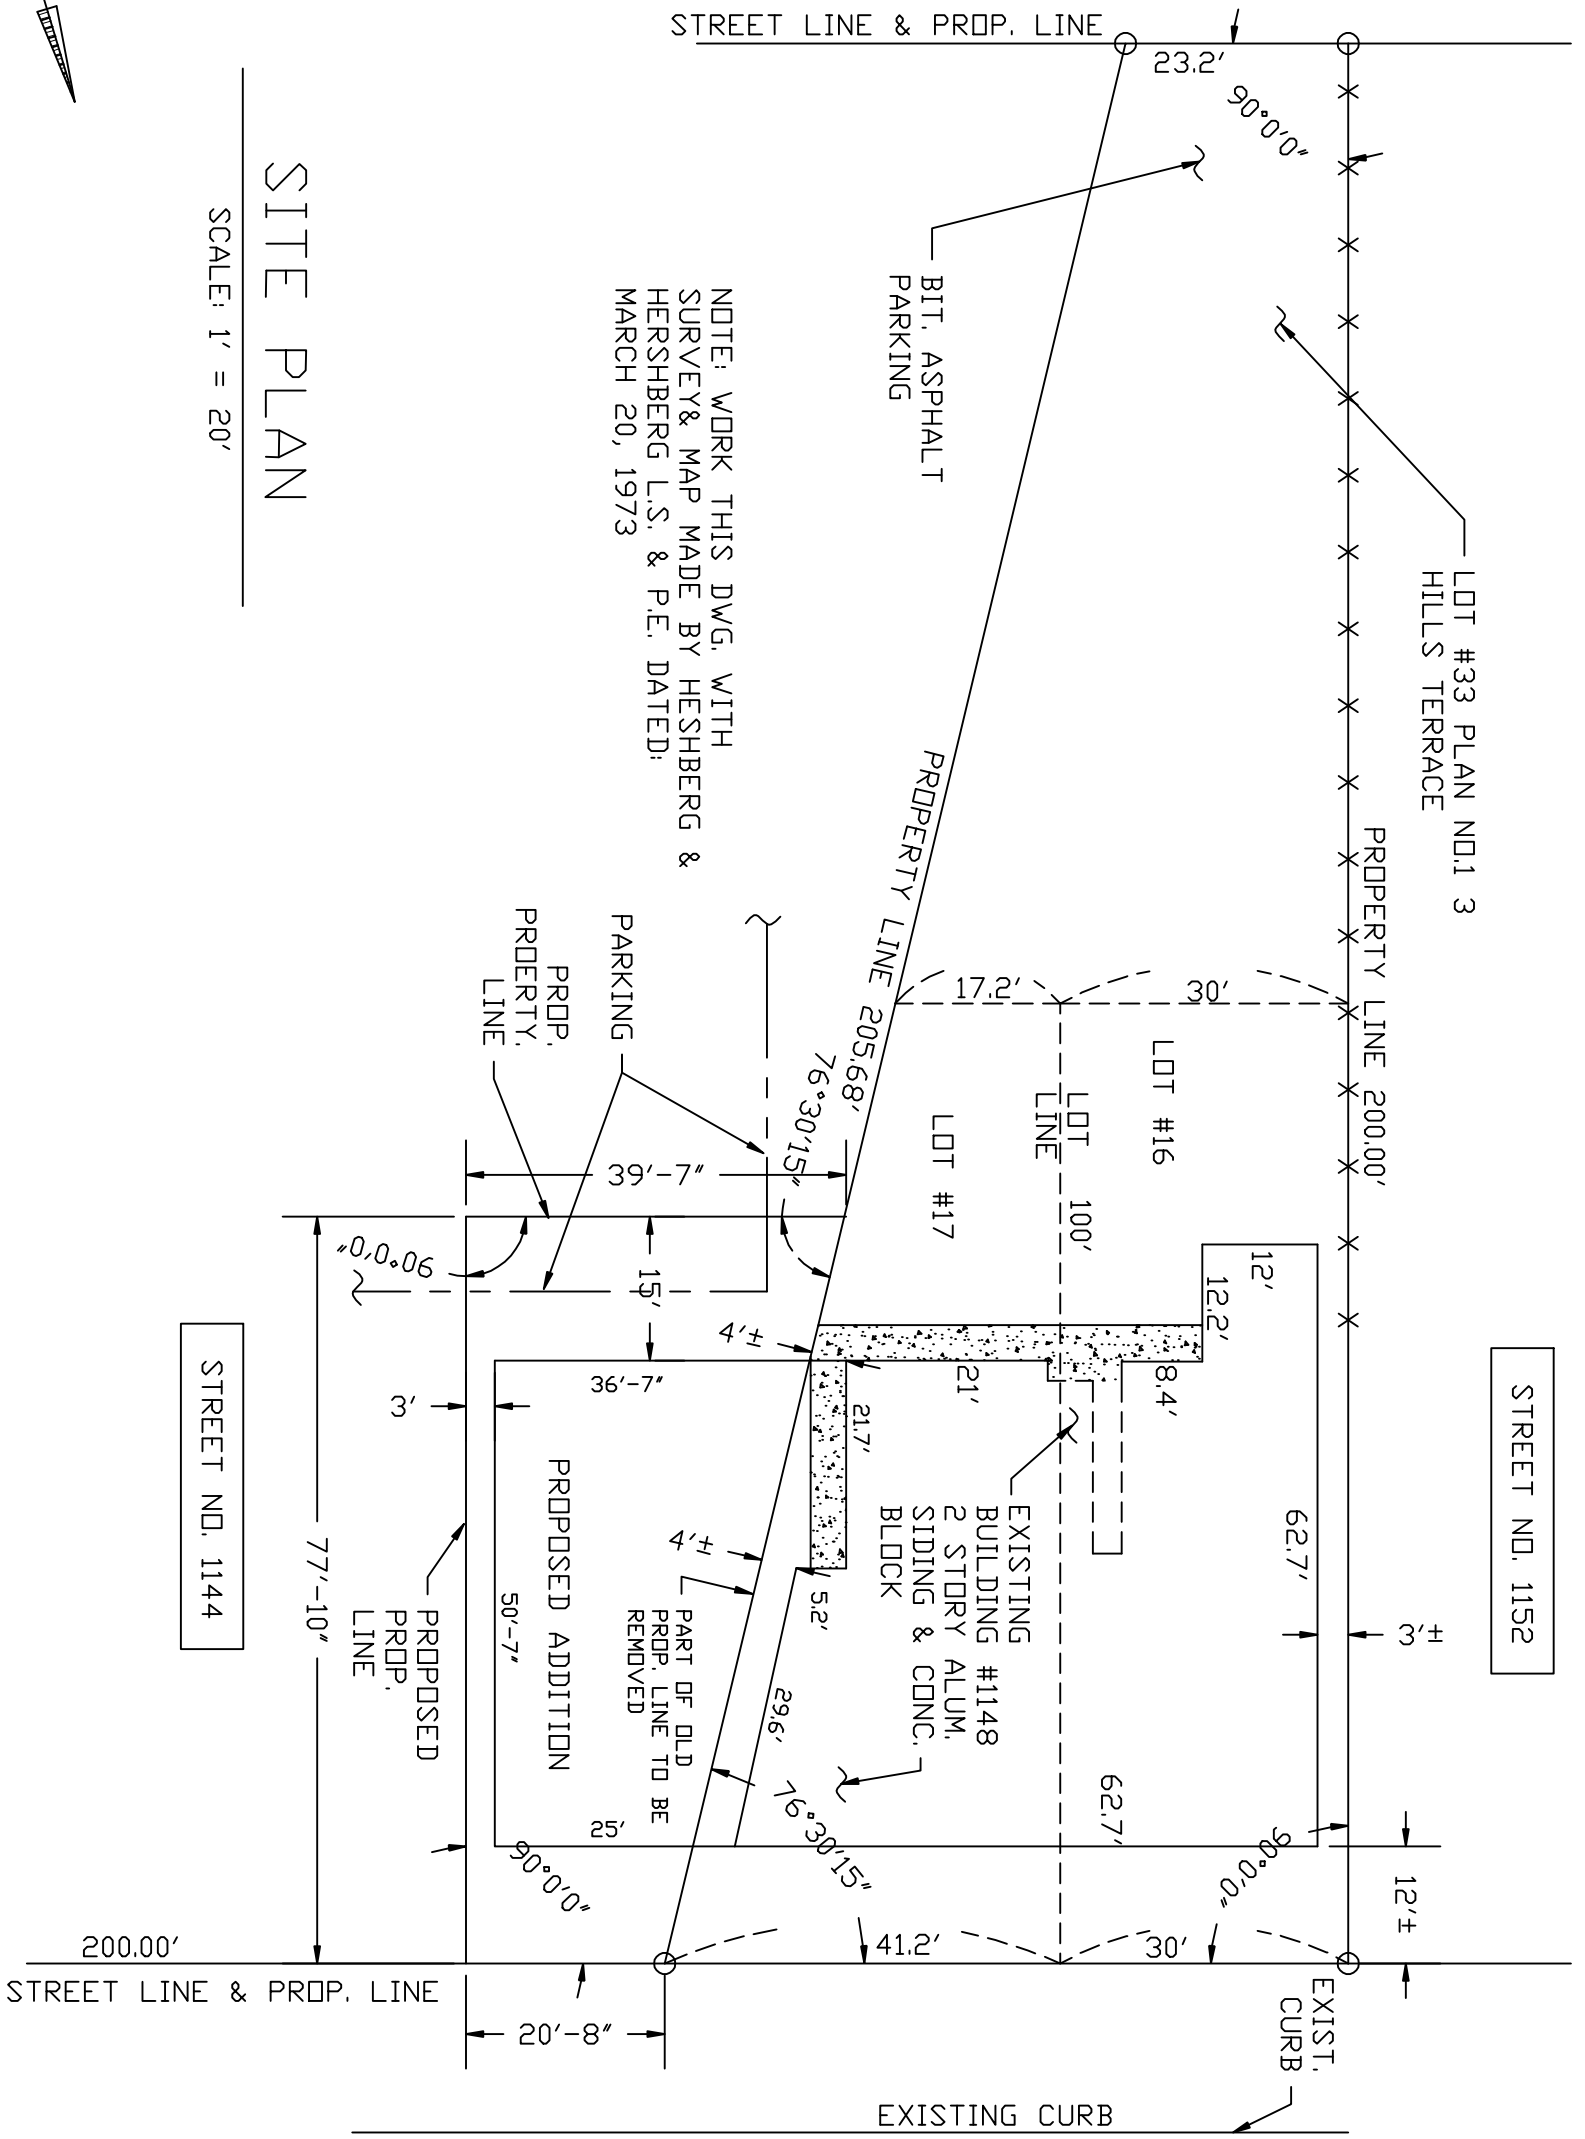 STREET LINE & PROP. LINE
23.2'
90°0'0"
SITE PLAN
SCALE: 1' = 20'
BIT. ASPHALT
PARKING
LOT #33 PLAN NO.1 3
HILLS TERRACE
NOTE: WORK THIS DWG. WITH
SURVEY& MAP MADE BY HESHBERG &
HERSHBERG L.S. & P.E. DATED:
MARCH 20, 1973
PROPERTY LINE 200.00'
PROPERTY LINE 205.68'
76°30'15"
17.2'
30'
LOT #16
LOT
LINE
100'
LOT #17
PARKING
PROP.
PROERTY.
LINE
39'-7"
15'
90°0'0"
12'
12.2'
8.4'
21'
21.7'
4'±
36'-7"
3'
STREET NO. 1144
STREET NO. 1152
77'-10"
PROPOSED ADDITION
50'-7"
PROPOSED
PROP.
LINE
4'±
PART OF OLD
PROP. LINE TO BE
REMOVED
25'
90°0'0"
5.2'
29.6'
76°30'15"
EXISTING
BUILDING #1148
2 STORY ALUM.
SIDING & CONC.
BLOCK
62.7'
62.7'
3'±
12'±
90°0'0"
41.2'
30'
200.00'
STREET LINE & PROP. LINE
20'-8"
EXIST.
CURB
EXISTING CURB